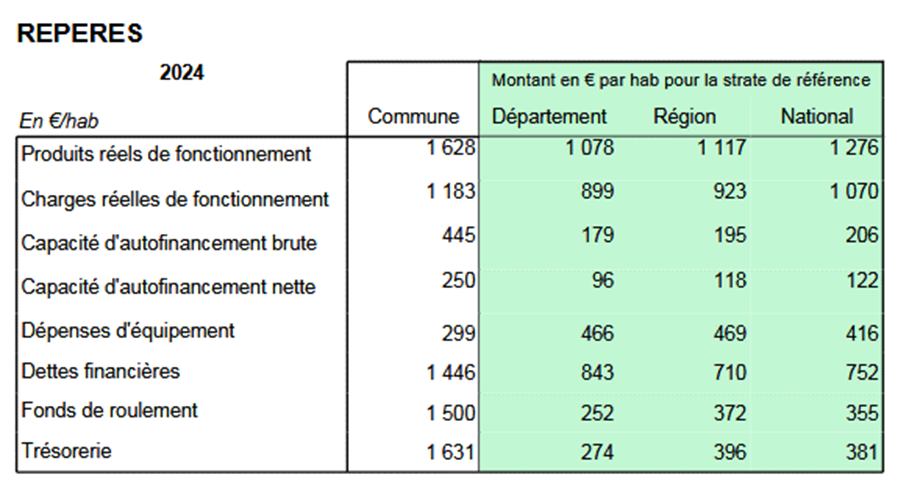 REPERES
2024
Montant en € par hab pour la strate de référence
En €/hab Commune Département Région National
Produits réels de fonctionnement 1 628 1 078 1 117 1 276
Charges réelles de fonctionnement 1 183 899 923 1 070
Capacité d'autofinancement brute 445 179 195 206
Capacité d'autofinancement nette 250 96 118 122
Dépenses d'équipement 299 466 469 416
Dettes financières 1 446 843 710 752
Fonds de roulement 1 500 252 372 355
Trésorerie 1 631 274 396 381